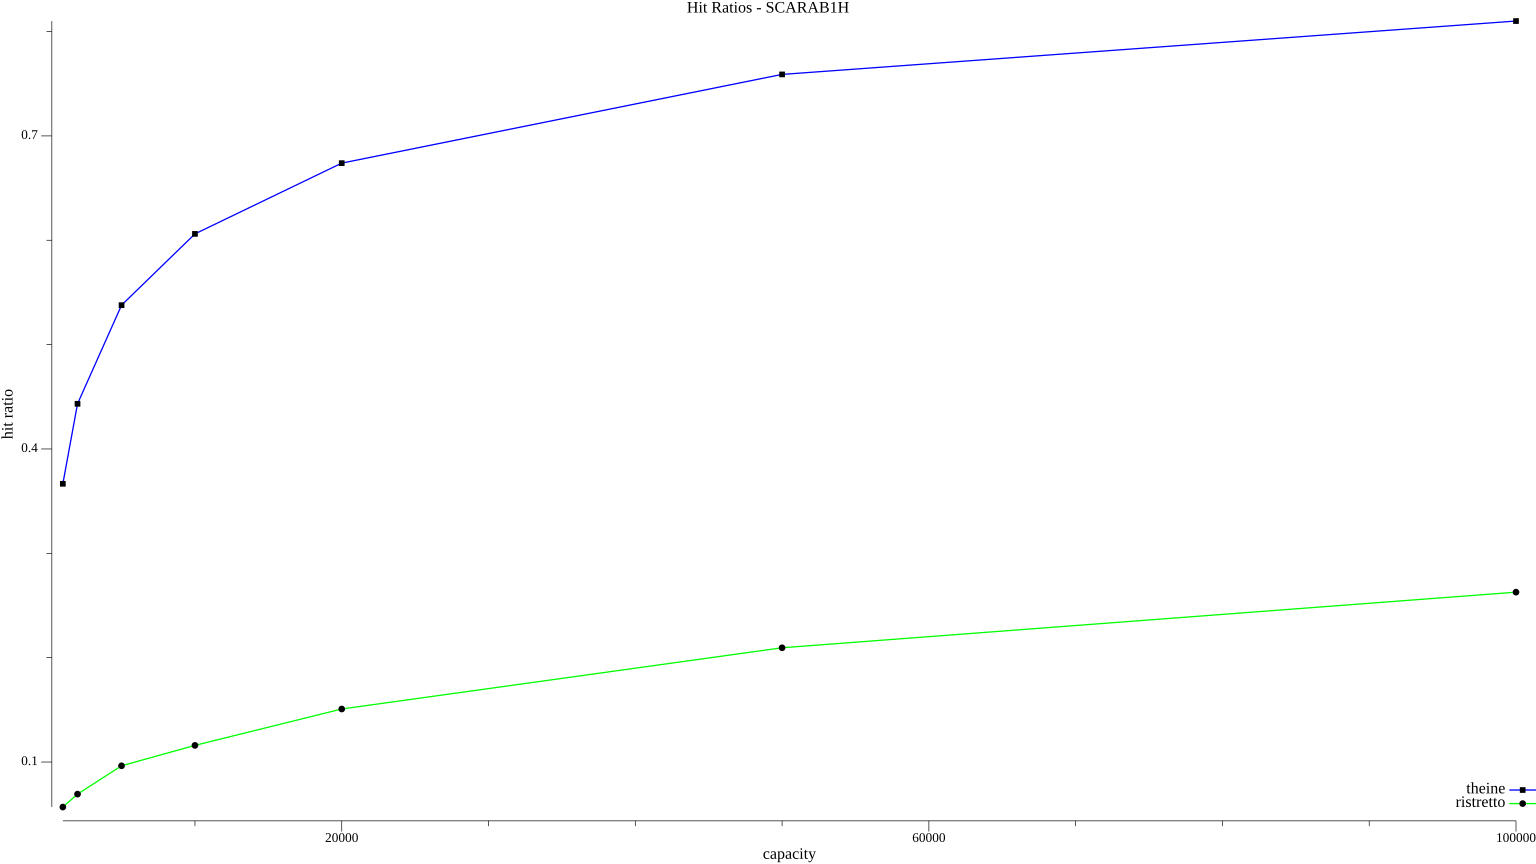 Hit Ratios - SCARAB1H
0.7
0.4
0.1
hit ratio
theine
ristretto
20000
60000
100000
capacity